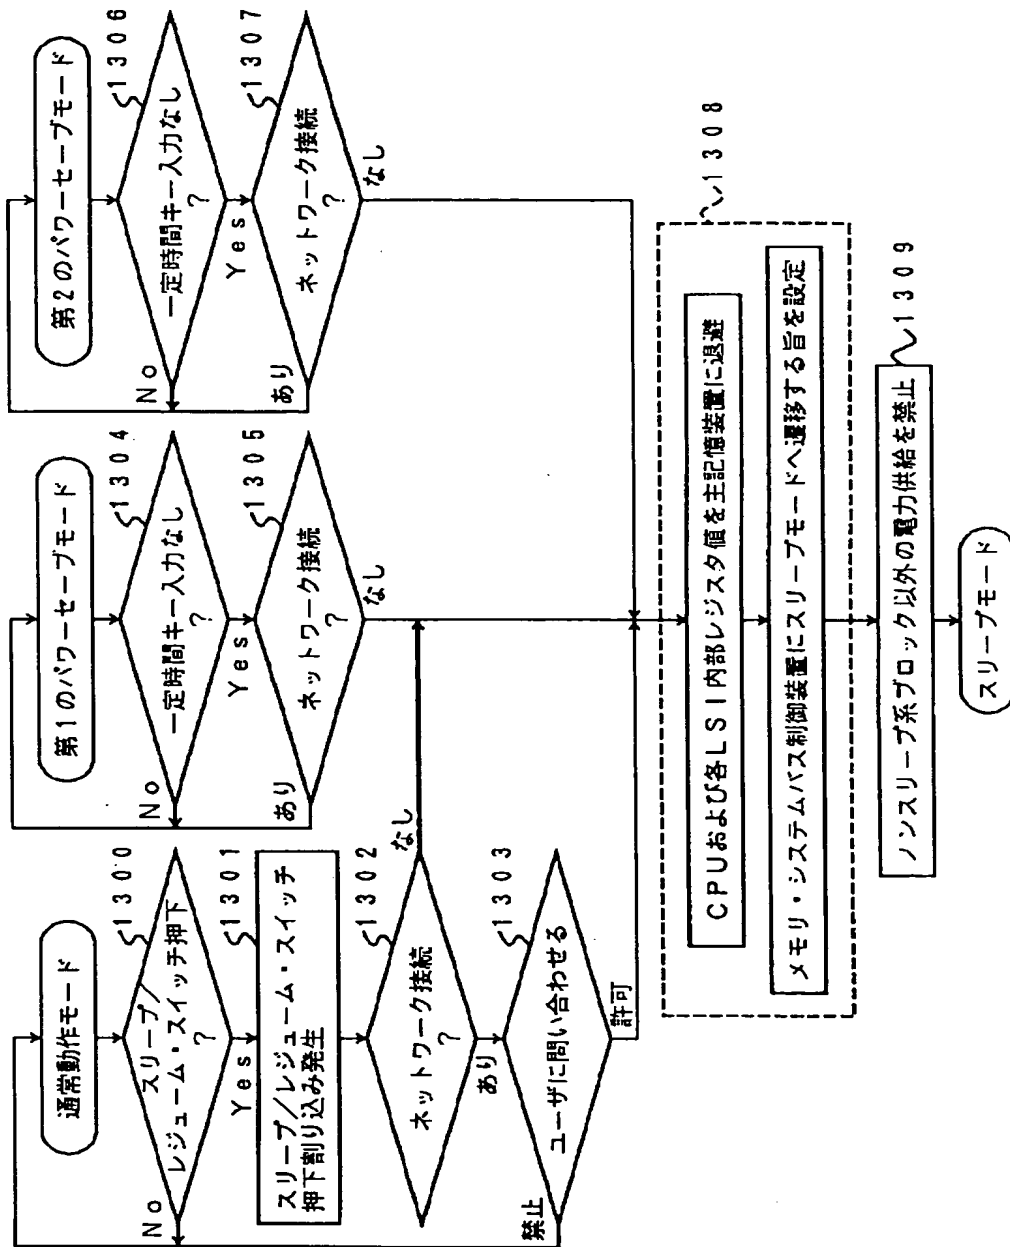 通常動作モード
スリープ/
レジューム・スイッチ押下
?
1300
No
Yes
スリープ/レジューム・スイッチ
押下割り込み発生
1301
ネットワーク接続
?
1302
なし
あり
ユーザに問い合わせる
1303
禁止
許可
第1のパワーセーブモード
一定時間キー入力なし
?
1304
No
Yes
ネットワーク接続
?
1305
あり
なし
第2のパワーセーブモード
一定時間キー入力なし
?
1306
No
Yes
ネットワーク接続
?
1307
あり
なし
CPUおよび各LSI内部レジスタ値を主記憶装置に退避
メモリ・システムバス制御装置にスリープモードへ遷移する旨を設定
1308
ノンスリープ系ブロック以外の電力供給を禁止
1309
スリープモード